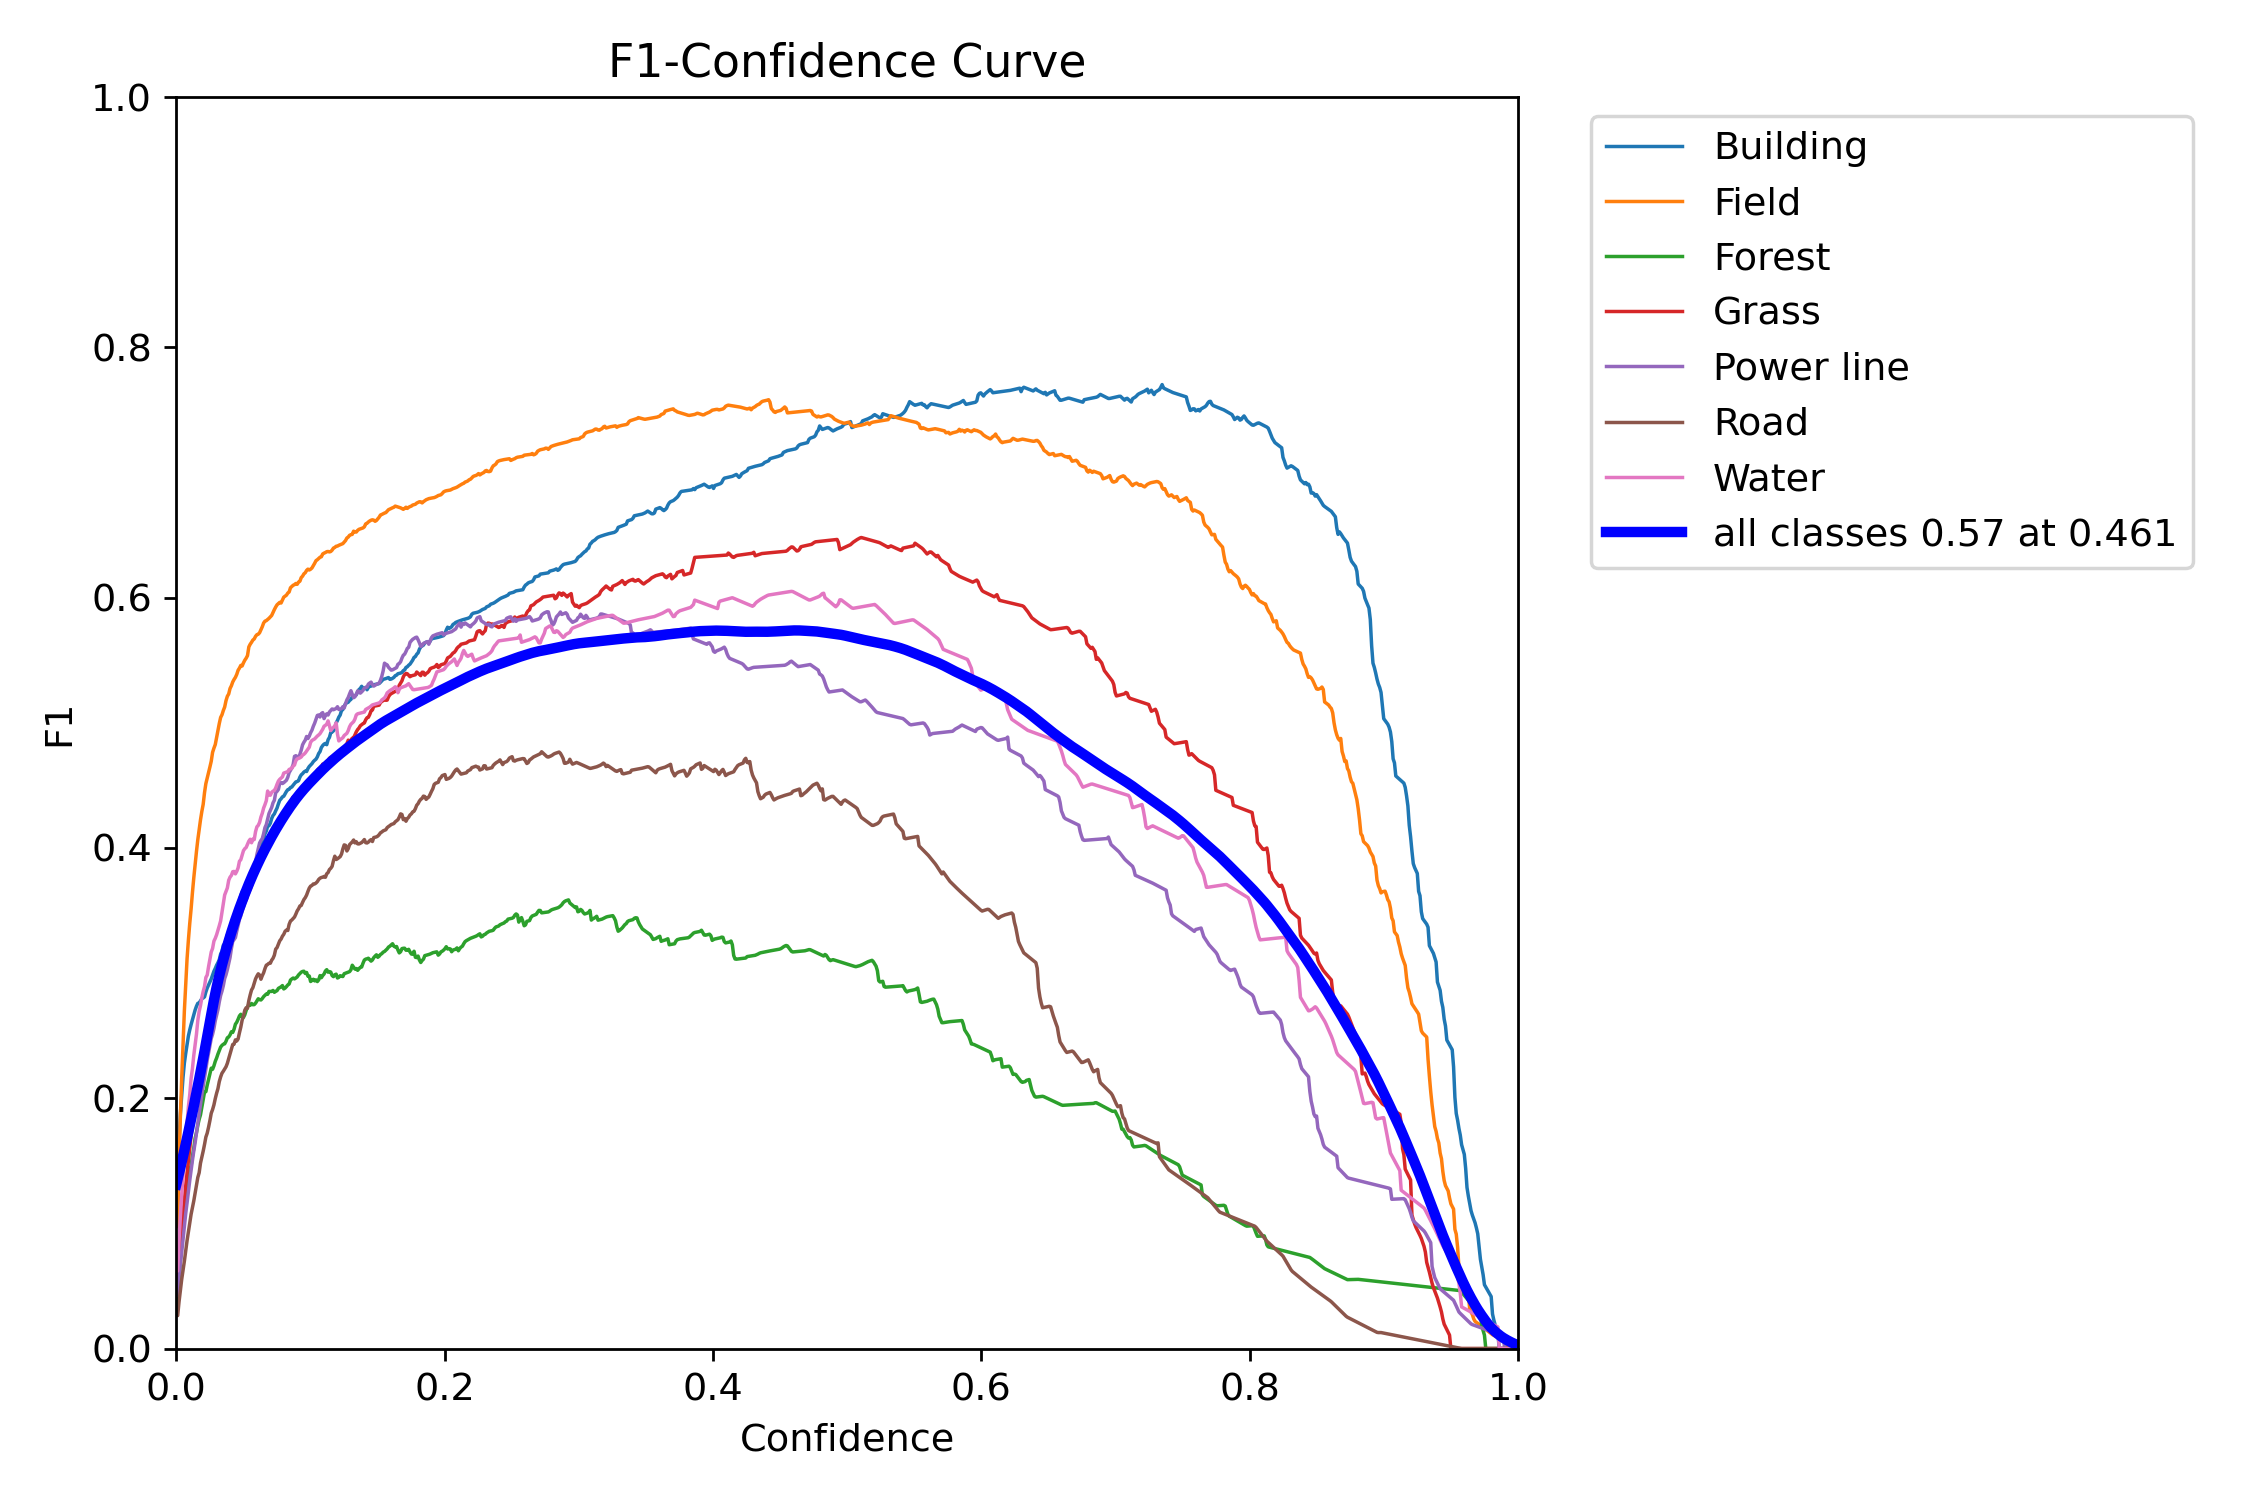 F1-Confidence Curve
1.0
0.8
0.6
0.4
0.2
0.0
F1
0.0 0.2 0.4 0.6 0.8 1.0
Confidence
Building
Field
Forest
Grass
Power line
Road
Water
all classes 0.57 at 0.461